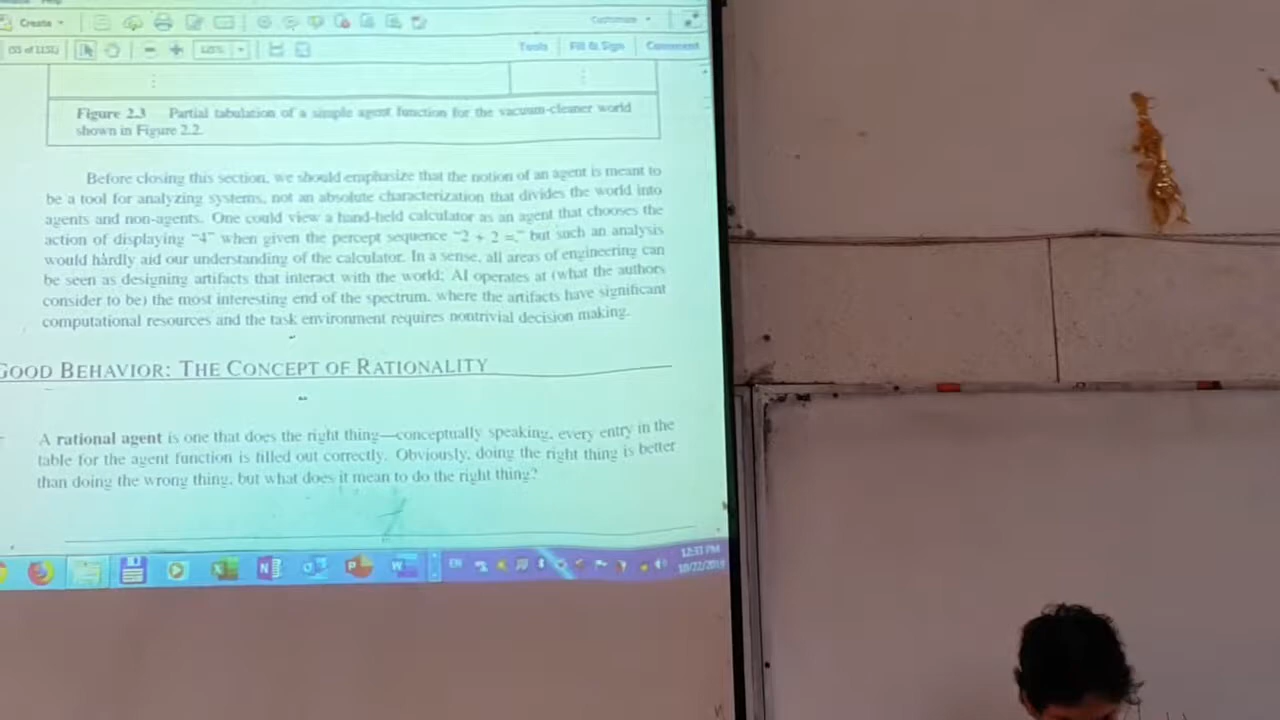 Create
Customize
125%
Tools
Fill & Sign
Comment
Figure 2.3 Partial tabulation of a simple agent function for the vacuum-cleaner world
shown in Figure 2.2.
Before closing this section, we should emphasize that the notion of an agent is meant to
be a tool for analyzing systems, not an absolute characterization that divides the world into
agents and non-agents. One could view a hand-held calculator as an agent that chooses the
action of displaying “4” when given the percept sequence “2 + 2 =,” but such an analysis
would hardly aid our understanding of the calculator. In a sense, all areas of engineering can
be seen as designing artifacts that interact with the world; AI operates at (what the authors
consider to be) the most interesting end of the spectrum, where the artifacts have significant
computational resources and the task environment requires nontrivial decision making.
GOOD BEHAVIOR: THE CONCEPT OF RATIONALITY
A rational agent is one that does the right thing—conceptually speaking, every entry in the
table for the agent function is filled out correctly. Obviously, doing the right thing is better
than doing the wrong thing, but what does it mean to do the right thing?
EN
12:33 PM